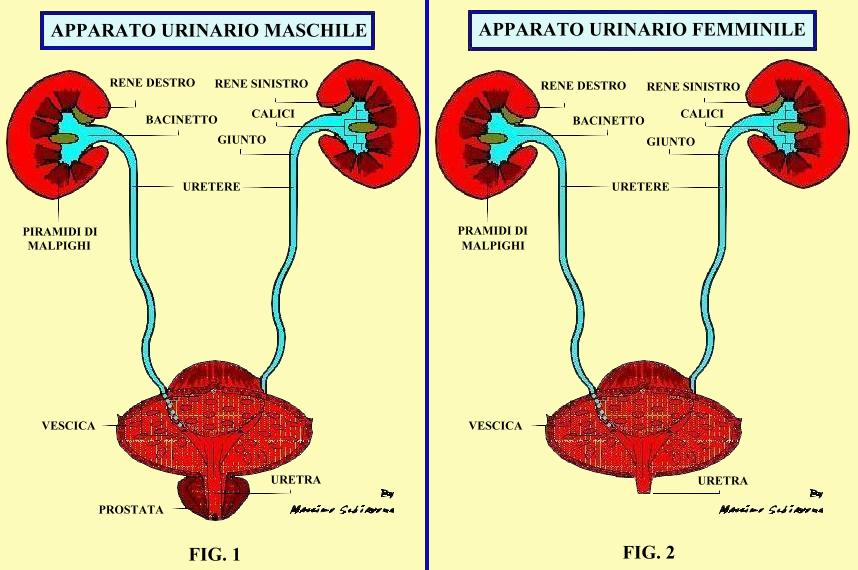 APPARATO URINARIO MASCHILE
RENE DESTRO
RENE SINISTRO
BACINETTO
CALICI
GIUNTO
URETERE
PIRAMIDI DI
MALPIGHI
VESCICA
URETRA
PROSTATA
By
FIG. 1
APPARATO URINARIO FEMMINILE
RENE DESTRO
RENE SINISTRO
BACINETTO
CALICI
GIUNTO
URETERE
PRAMIDI DI
MALPIGHI
VESCICA
URETRA
By
FIG. 2